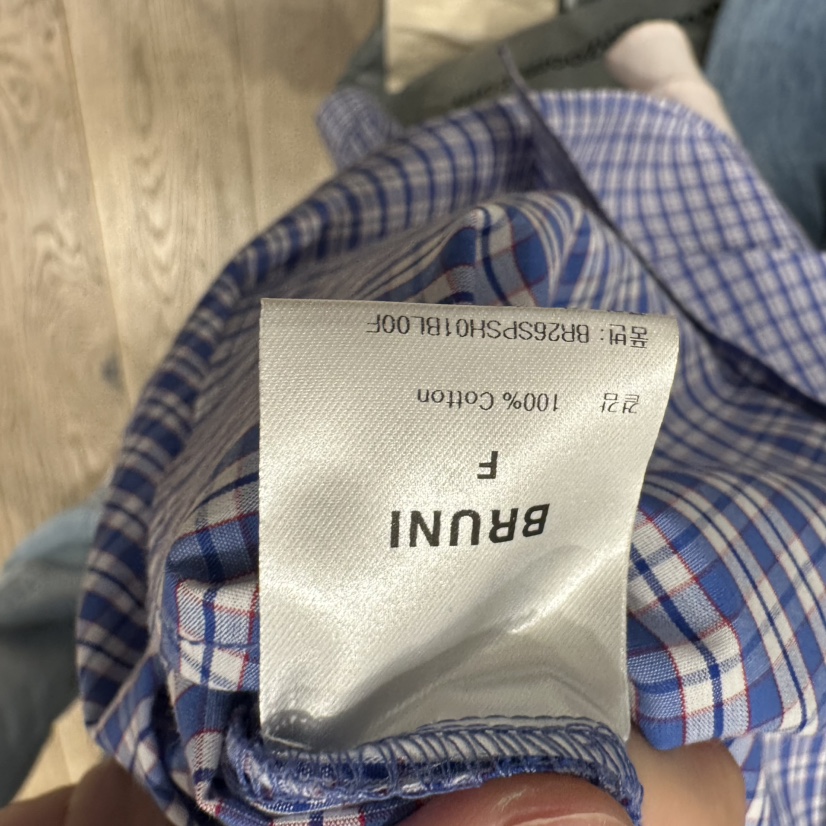 BRUNI
F
겉감 100% Cotton
품번 : BR26SPSH01BL00F